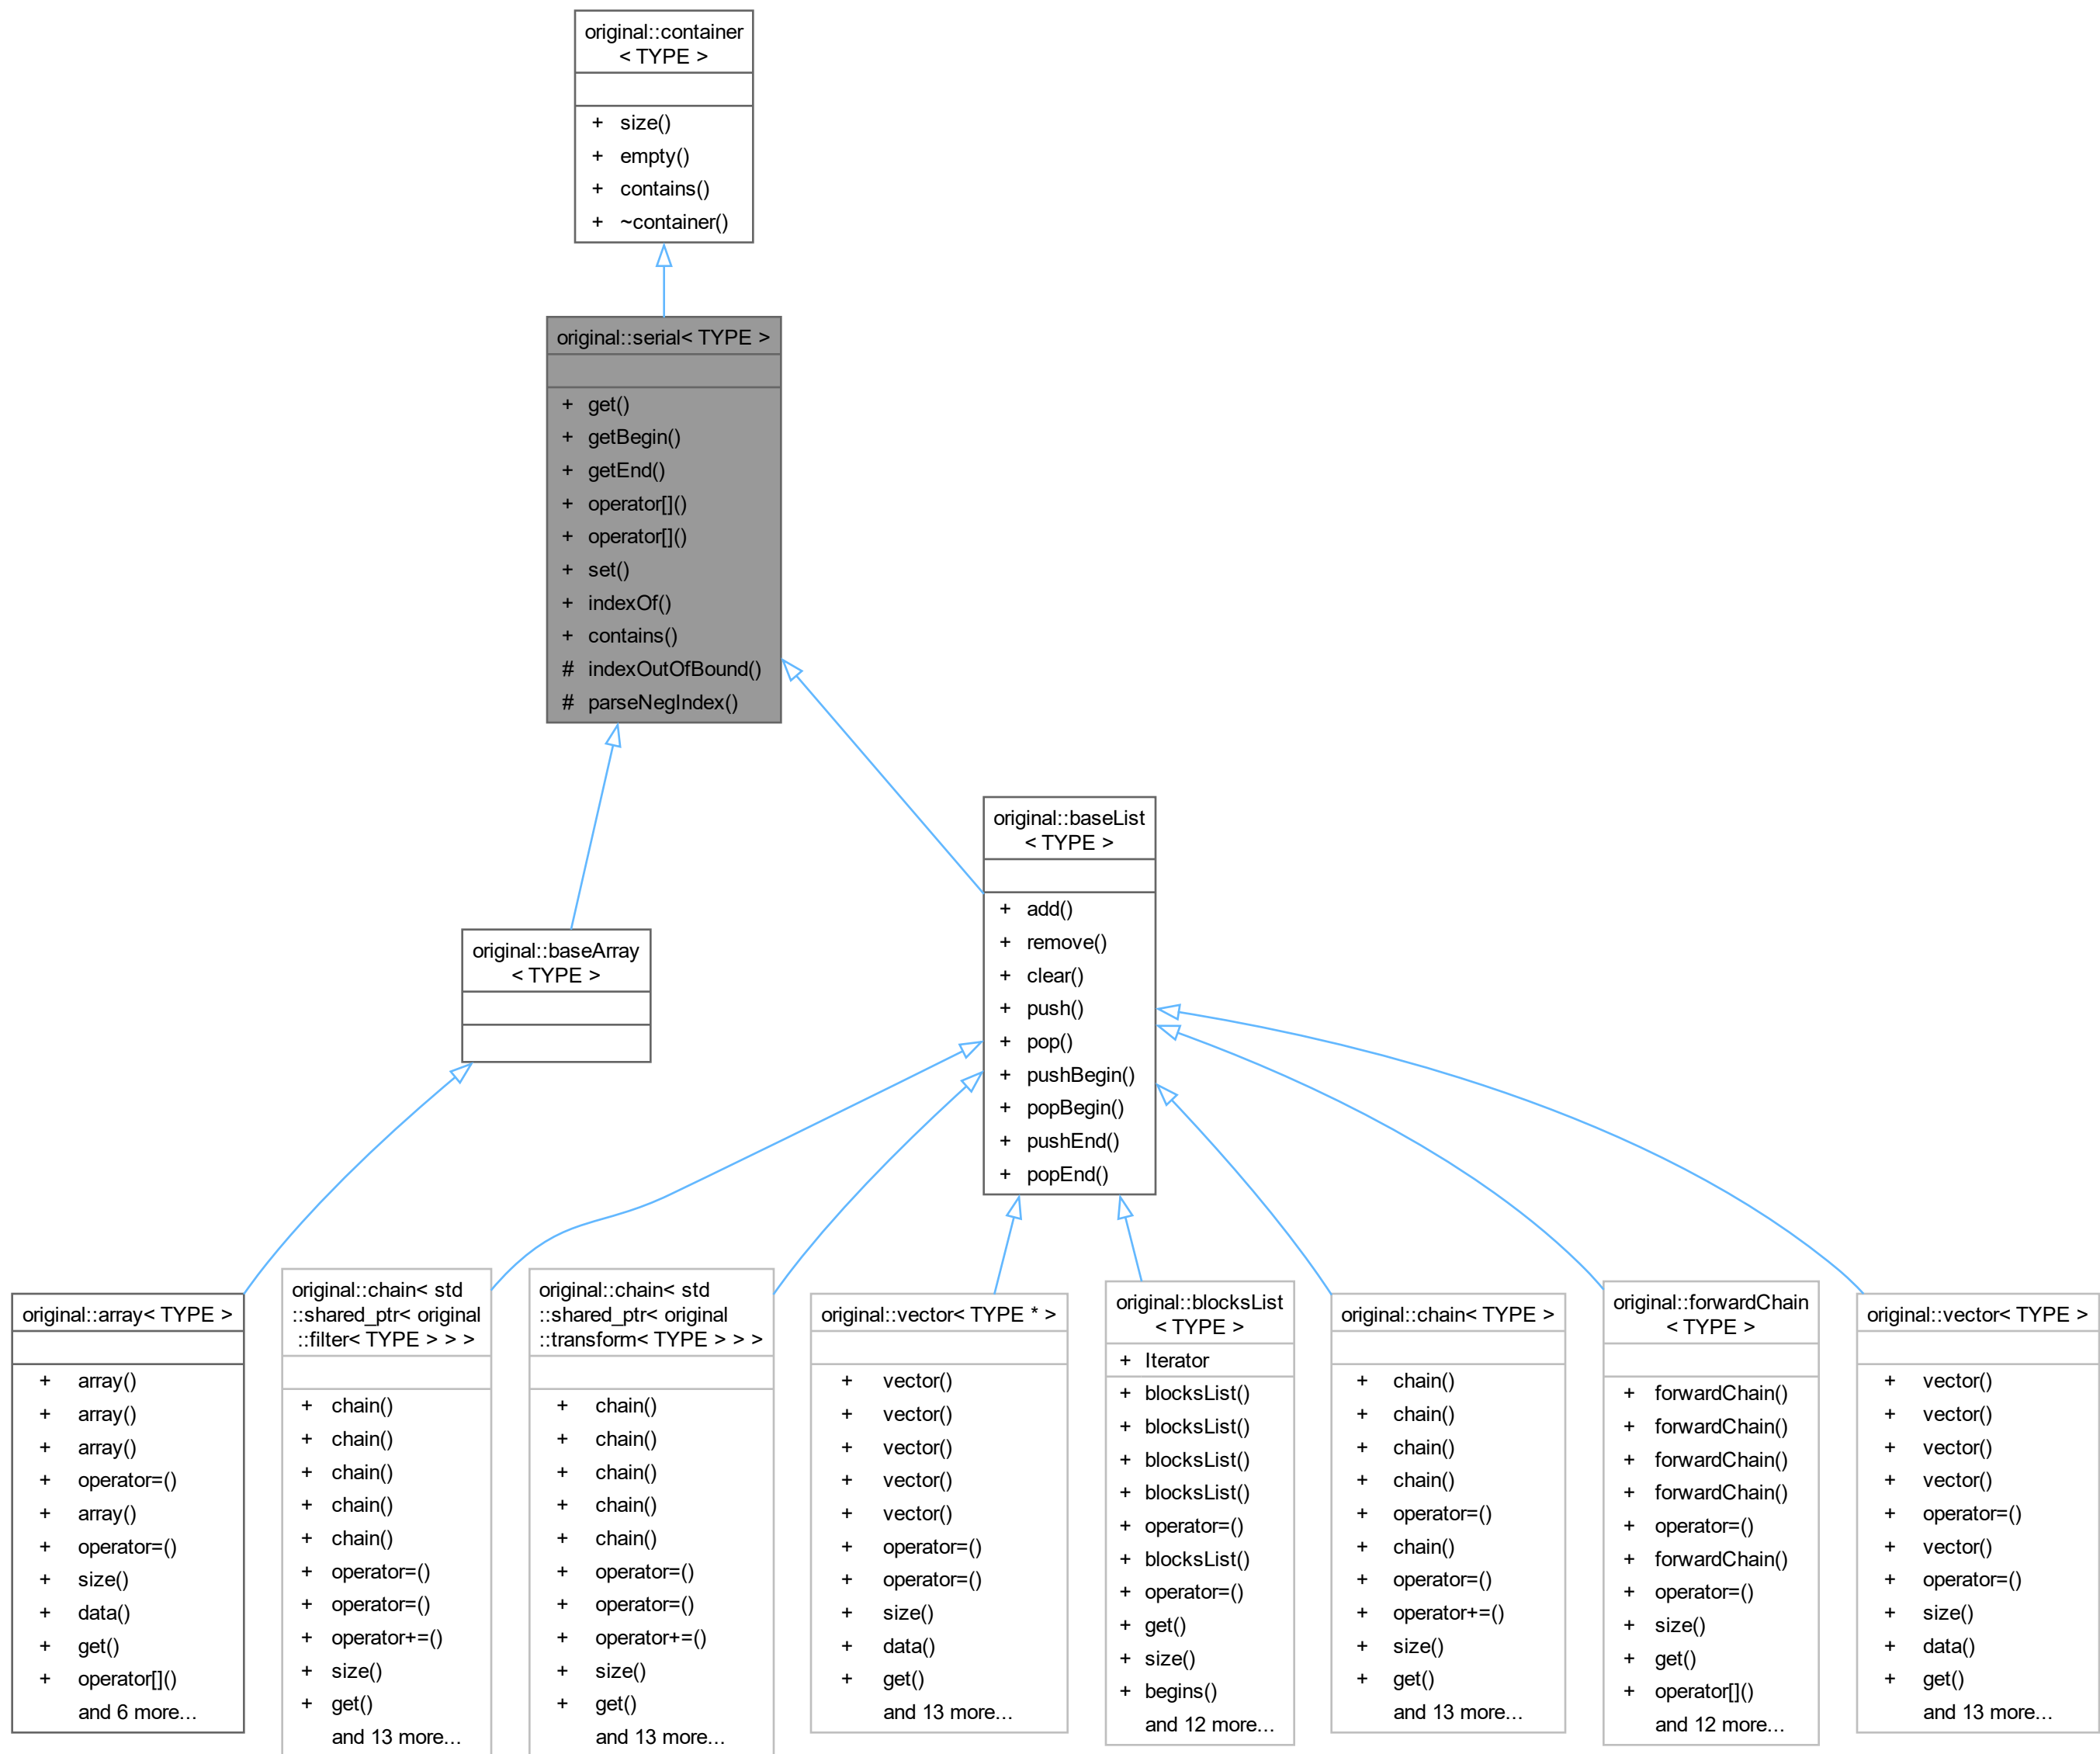 original::container
< TYPE >
+ size()
+ empty()
+ contains()
+ ~container()
original::serial< TYPE >
+ get()
+ getBegin()
+ getEnd()
+ operator[]()
+ operator[]()
+ set()
+ indexOf()
+ contains()
# indexOutOfBound()
# parseNegIndex()
original::baseList
< TYPE >
+ add()
+ remove()
+ clear()
+ push()
+ pop()
+ pushBegin()
+ popBegin()
+ pushEnd()
+ popEnd()
original::baseArray
< TYPE >
original::array< TYPE >
+ array()
+ array()
+ array()
+ operator=()
+ array()
+ operator=()
+ size()
+ data()
+ get()
+ operator[]()
and 6 more...
original::chain< std
::shared_ptr< original
::filter< TYPE > > >
+ chain()
+ chain()
+ chain()
+ chain()
+ chain()
+ operator=()
+ operator=()
+ operator+=()
+ size()
+ get()
and 13 more...
original::chain< std
::shared_ptr< original
::transform< TYPE > > >
+ chain()
+ chain()
+ chain()
+ chain()
+ chain()
+ operator=()
+ operator=()
+ operator+=()
+ size()
+ get()
and 13 more...
original::vector< TYPE * >
+ vector()
+ vector()
+ vector()
+ vector()
+ vector()
+ operator=()
+ operator=()
+ size()
+ data()
+ get()
and 13 more...
original::blocksList
< TYPE >
+ Iterator
+ blocksList()
+ blocksList()
+ blocksList()
+ blocksList()
+ operator=()
+ blocksList()
+ operator=()
+ get()
+ size()
+ begins()
and 12 more...
original::chain< TYPE >
+ chain()
+ chain()
+ chain()
+ chain()
+ operator=()
+ chain()
+ operator=()
+ operator+=()
+ size()
+ get()
and 13 more...
original::forwardChain
< TYPE >
+ forwardChain()
+ forwardChain()
+ forwardChain()
+ forwardChain()
+ operator=()
+ forwardChain()
+ operator=()
+ size()
+ get()
+ operator[]()
and 12 more...
original::vector< TYPE >
+ vector()
+ vector()
+ vector()
+ vector()
+ operator=()
+ vector()
+ operator=()
+ size()
+ data()
+ get()
and 13 more...